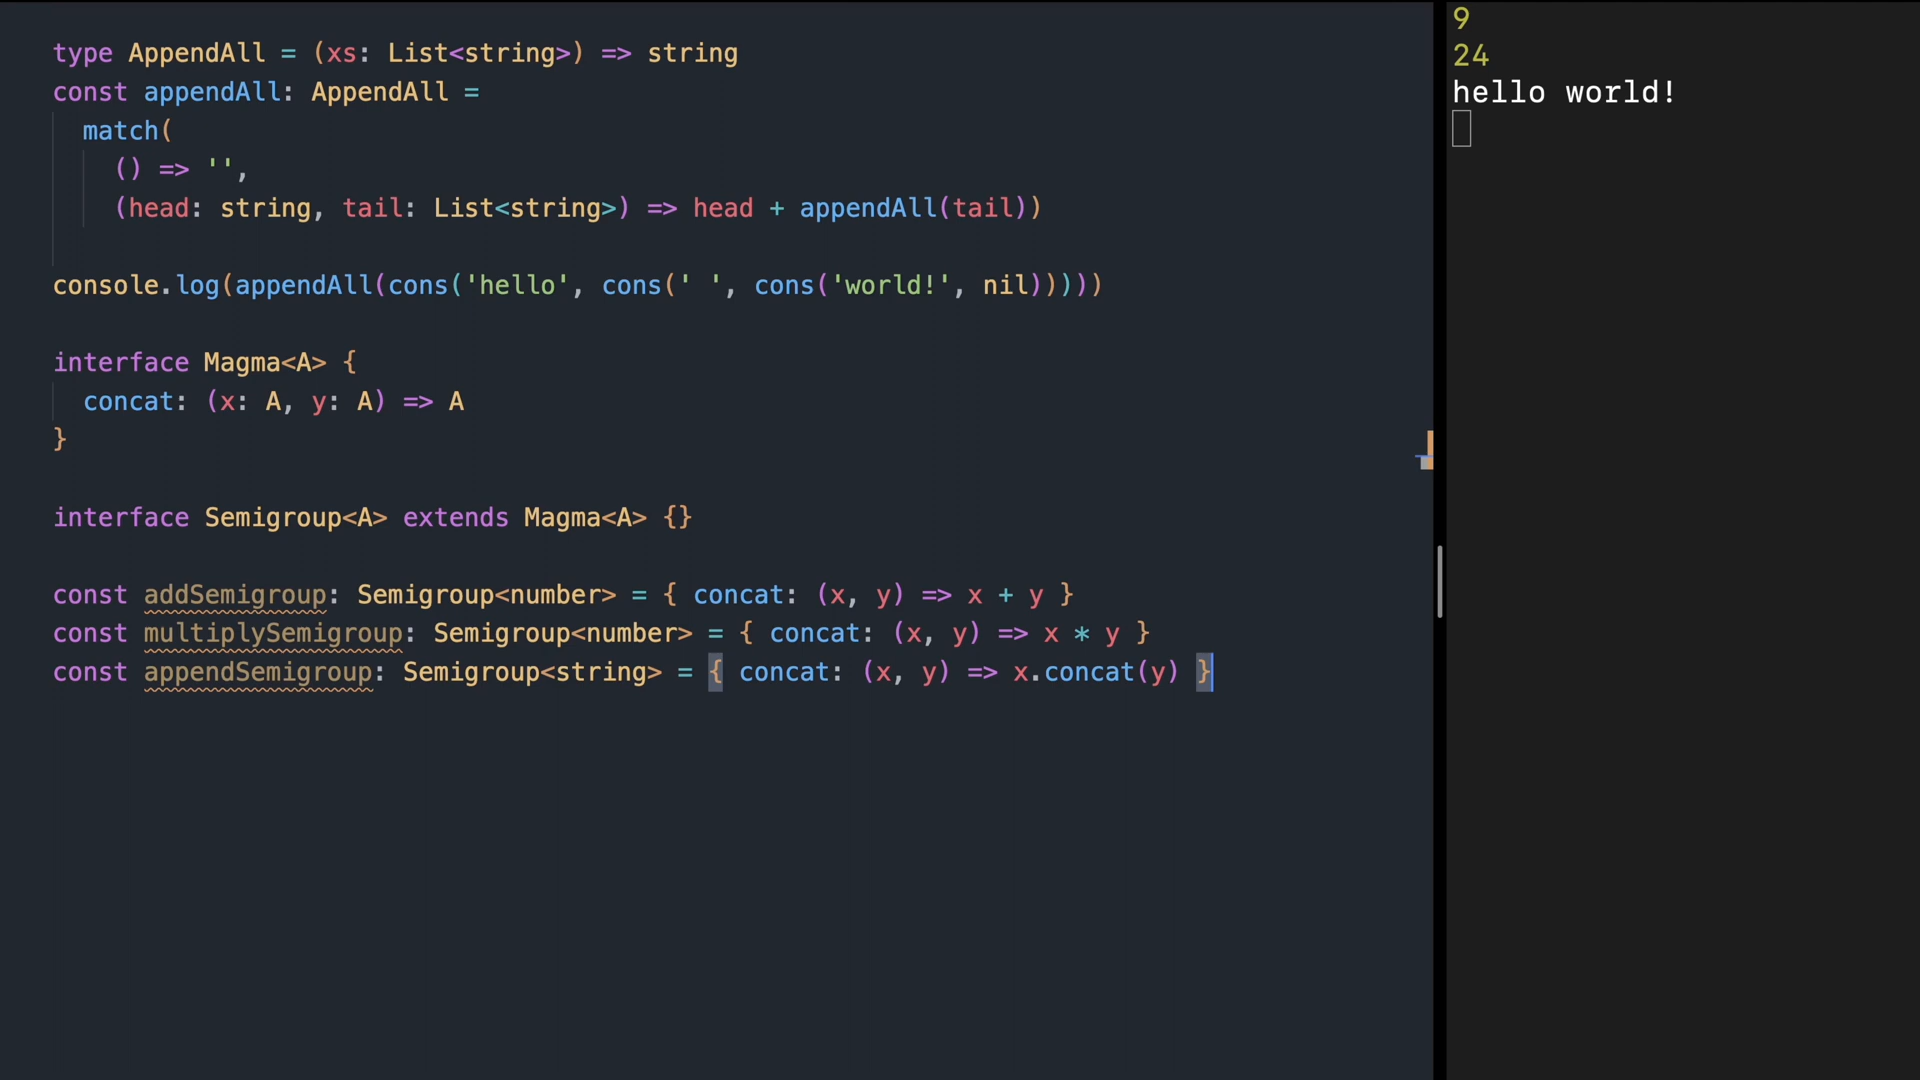 type AppendAll = (xs: List<string>) => string
const appendAll: AppendAll =
  match(
    () => '',
    (head: string, tail: List<string>) => head + appendAll(tail))

console.log(appendAll(cons('hello', cons(' ', cons('world!', nil)))))

interface Magma<A> {
  concat: (x: A, y: A) => A
}

interface Semigroup<A> extends Magma<A> {}

const addSemigroup: Semigroup<number> = { concat: (x, y) => x + y }
const multiplySemigroup: Semigroup<number> = { concat: (x, y) => x * y }
const appendSemigroup: Semigroup<string> = { concat: (x, y) => x.concat(y) }
9
24
hello world!